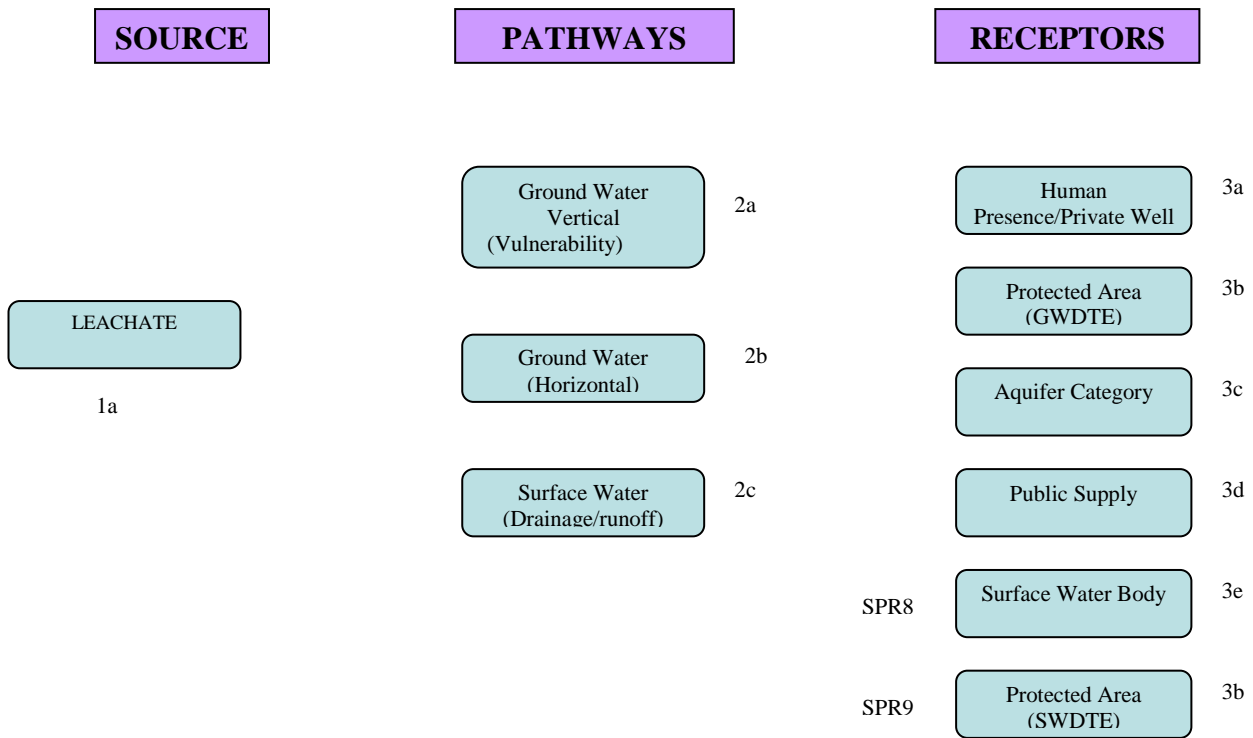 SOURCE
PATHWAYS
RECEPTORS
LEACHATE
1a
Ground Water
Vertical
(Vulnerability)
2a
Ground Water
(Horizontal)
2b
Surface Water
(Drainage/runoff)
2c
Human
Presence/Private Well
3a
Protected Area
(GWDTE)
3b
Aquifer Category
3c
Public Supply
3d
SPR8
Surface Water Body
3e
SPR9
Protected Area
(SWDTE)
3b